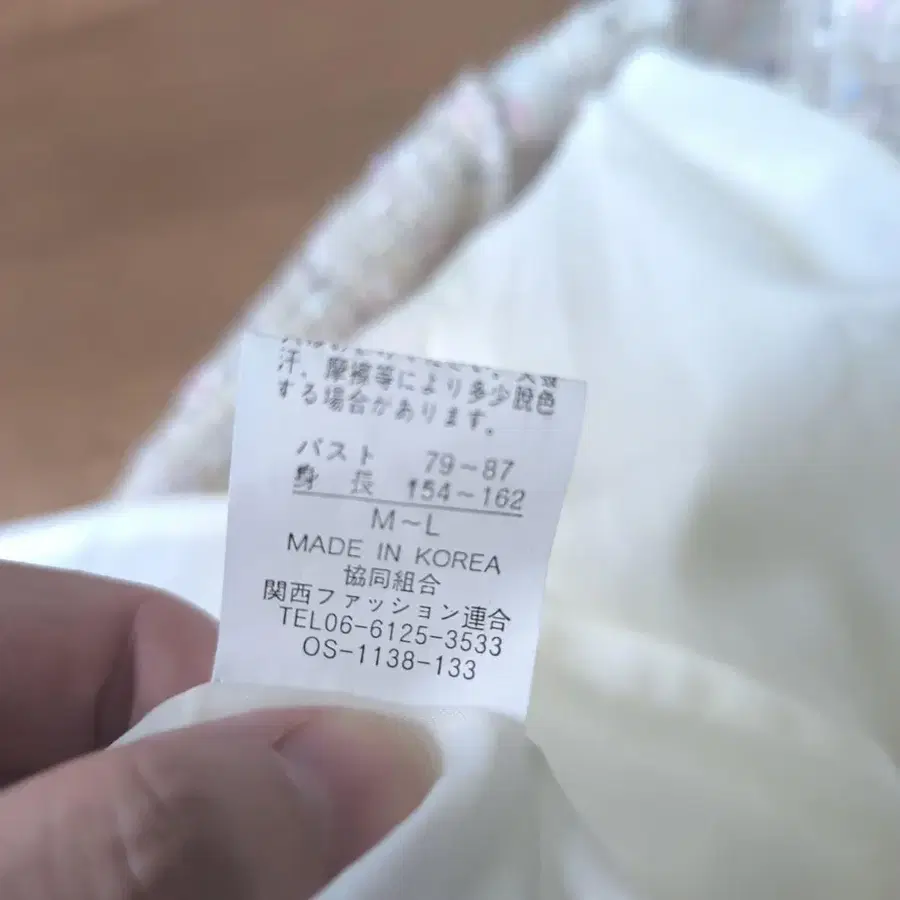 汗、摩擦等により多少脱色
する場合があります。
バスト 79~87
身長 154~162
M~L
MADE IN KOREA
協同組合
関西ファッション連合
TEL06-6125-3533
OS-1138-133